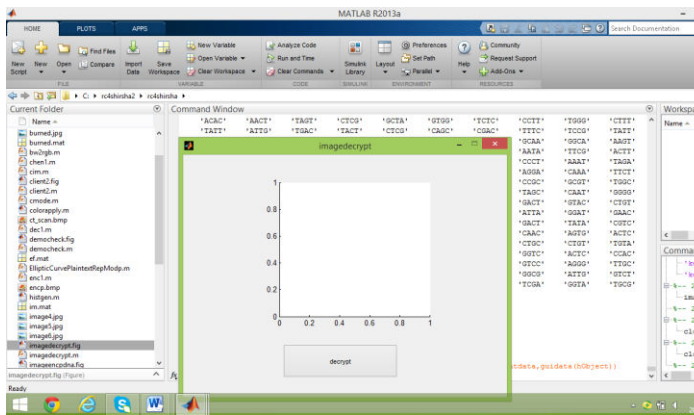 MATLAB R2013a
HOME PLOTS APPS Search Documentation
New Script New Open Find Files Compare Import Data Save Workspace New Variable Open Variable Clear Workspace Analyze Code Run and Time Clear Commands Simulink Library Layout Preferences Set Path Parallel Help Community Request Support Add-Ons
FILE VARIABLE CODE SIMULINK ENVIRONMENT RESOURCES
C: rc4shirsha2 rc4shirsha
Current Folder
Name
burned.jpg
burned.mat
bw2rgb.m
chen1.m
cim.m
client2.fig
client2.m
cmode.m
colorapply.m
ct_scan.bmp
dec1.m
democheck.fig
democheck.m
ef.mat
EllipticCurvePlaintextRepModp.m
enc1.m
encp.bmp
histgen.m
im.mat
image4.jpg
image5.jpg
image6.jpg
imagedecrypt.fig
imagedecrypt.m
imageencpdna.fig
imagedecrypt.fig (Figure)
Ready
Command Window
'ACAC' 'AACT' 'TAGT' 'CTCG' 'GCTA' 'GTGG' 'TCTC' 'CCTT' 'TGGG' 'CTTT'
'TATT' 'ATTG' 'TGAC' 'TACT' 'CTCG' 'CAGC' 'CGAC' 'TTTC' 'TCCG' 'TATT'
'GCAA' 'GGCA' 'AAGT'
'AATA' 'TTCG' 'ACTT'
'CCCT' 'AAAT' 'TAGA'
'AGGA' 'CAAA' 'TTCT'
'CCGC' 'GCGT' 'TGGC'
'TAGC' 'CAAT' 'GGGG'
'GACT' 'GTAC' 'CTGT'
'ATTA' 'GGAT' 'GAAC'
'GACT' 'TATA' 'CGTC'
'CAAC' 'AGTG' 'ACTC'
'CTGC' 'CTGT' 'TGTA'
'GGTC' 'ACTC' 'CCAC'
'GTCC' 'AGGG' 'TTGC'
'GGCG' 'ATTG' 'GTCT'
'TCGA' 'GGTA' 'TGCG'
tdata,guidata(hObject))
fx
imagedecrypt
1
0.8
0.6
0.4
0.2
0
0 0.2 0.4 0.6 0.8 1
decrypt
Worksp
Name
Comma